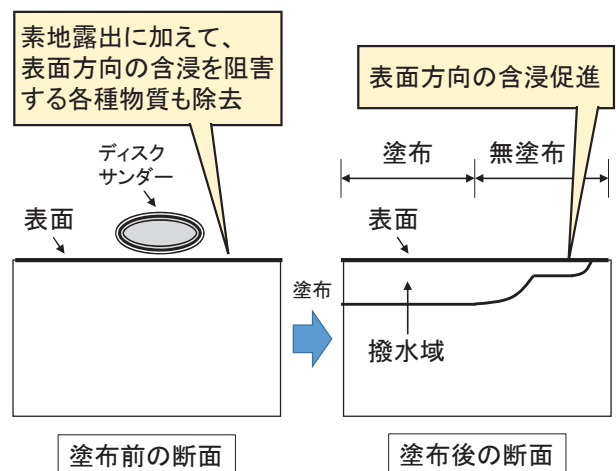 素地露出に加えて、
表面方向の含浸を阻害
する各種物質も除去
ディスク
サンダー
表面
塗布前の断面
塗布
表面方向の含浸促進
塗布
無塗布
表面
撥水域
塗布後の断面